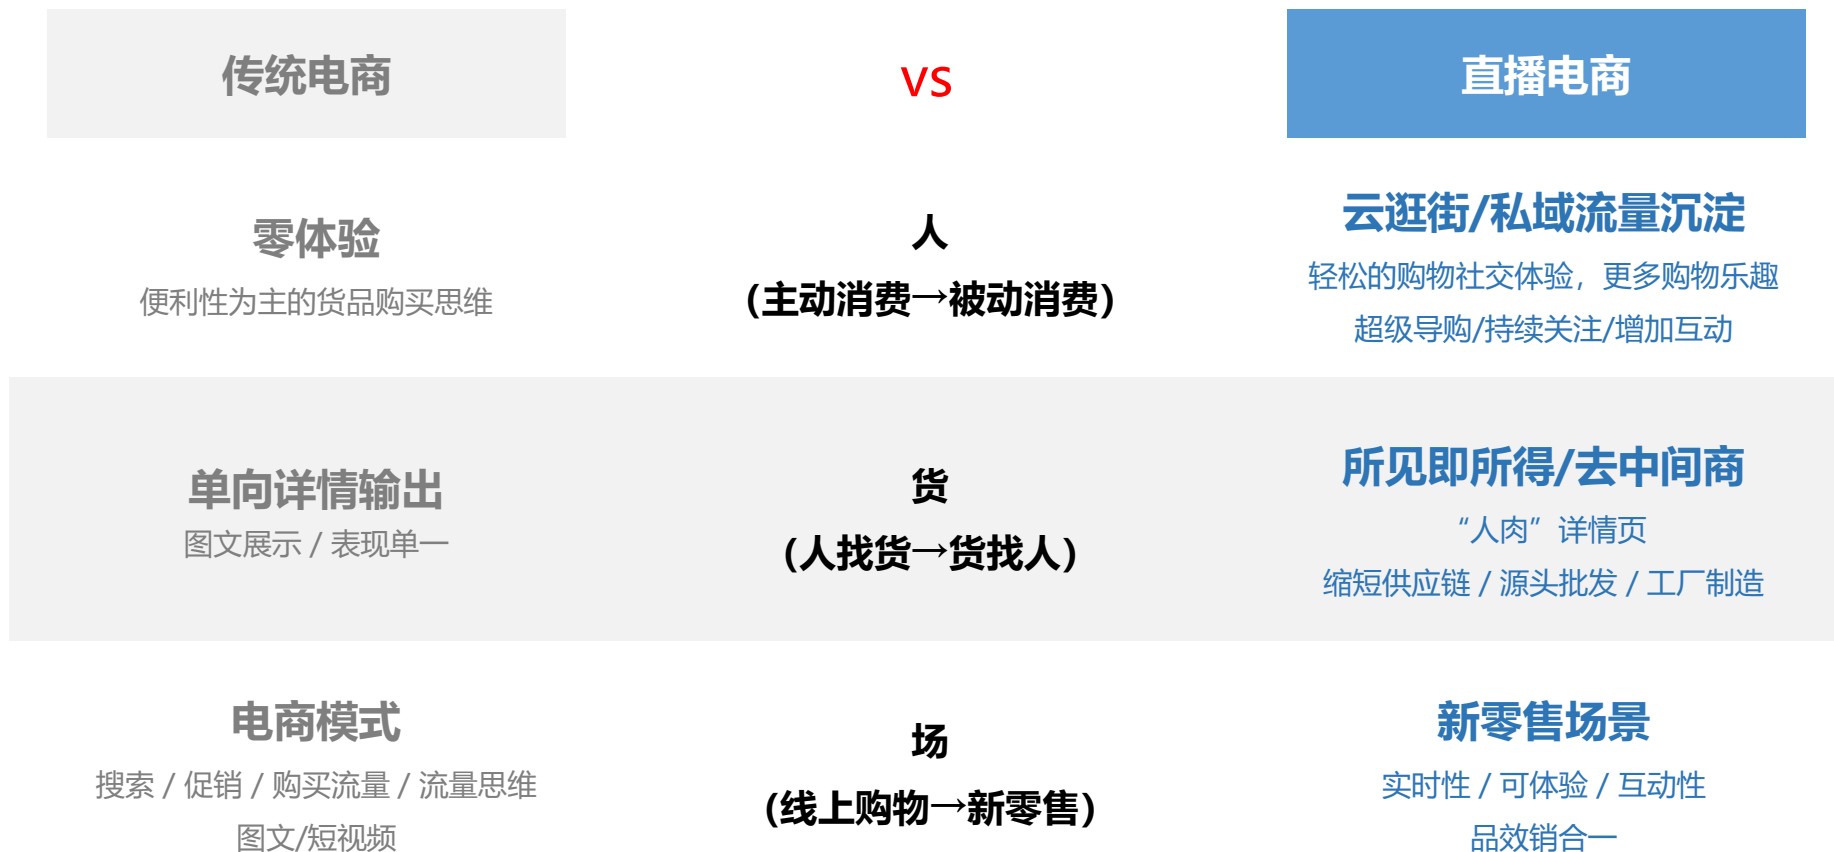 传统电商
VS
直播电商
零体验
便利性为主的货品购买思维
人
(主动消费→被动消费)
云逛街/私域流量沉淀
轻松的购物社交体验，更多购物乐趣
超级导购/持续关注/增加互动
单向详情输出
图文展示 / 表现单一
货
(人找货→货找人)
所见即所得/去中间商
“人肉”详情页
缩短供应链 / 源头批发 / 工厂制造
电商模式
搜索 / 促销 / 购买流量 / 流量思维
图文/短视频
场
(线上购物→新零售)
新零售场景
实时性 / 可体验 / 互动性
品效销合一